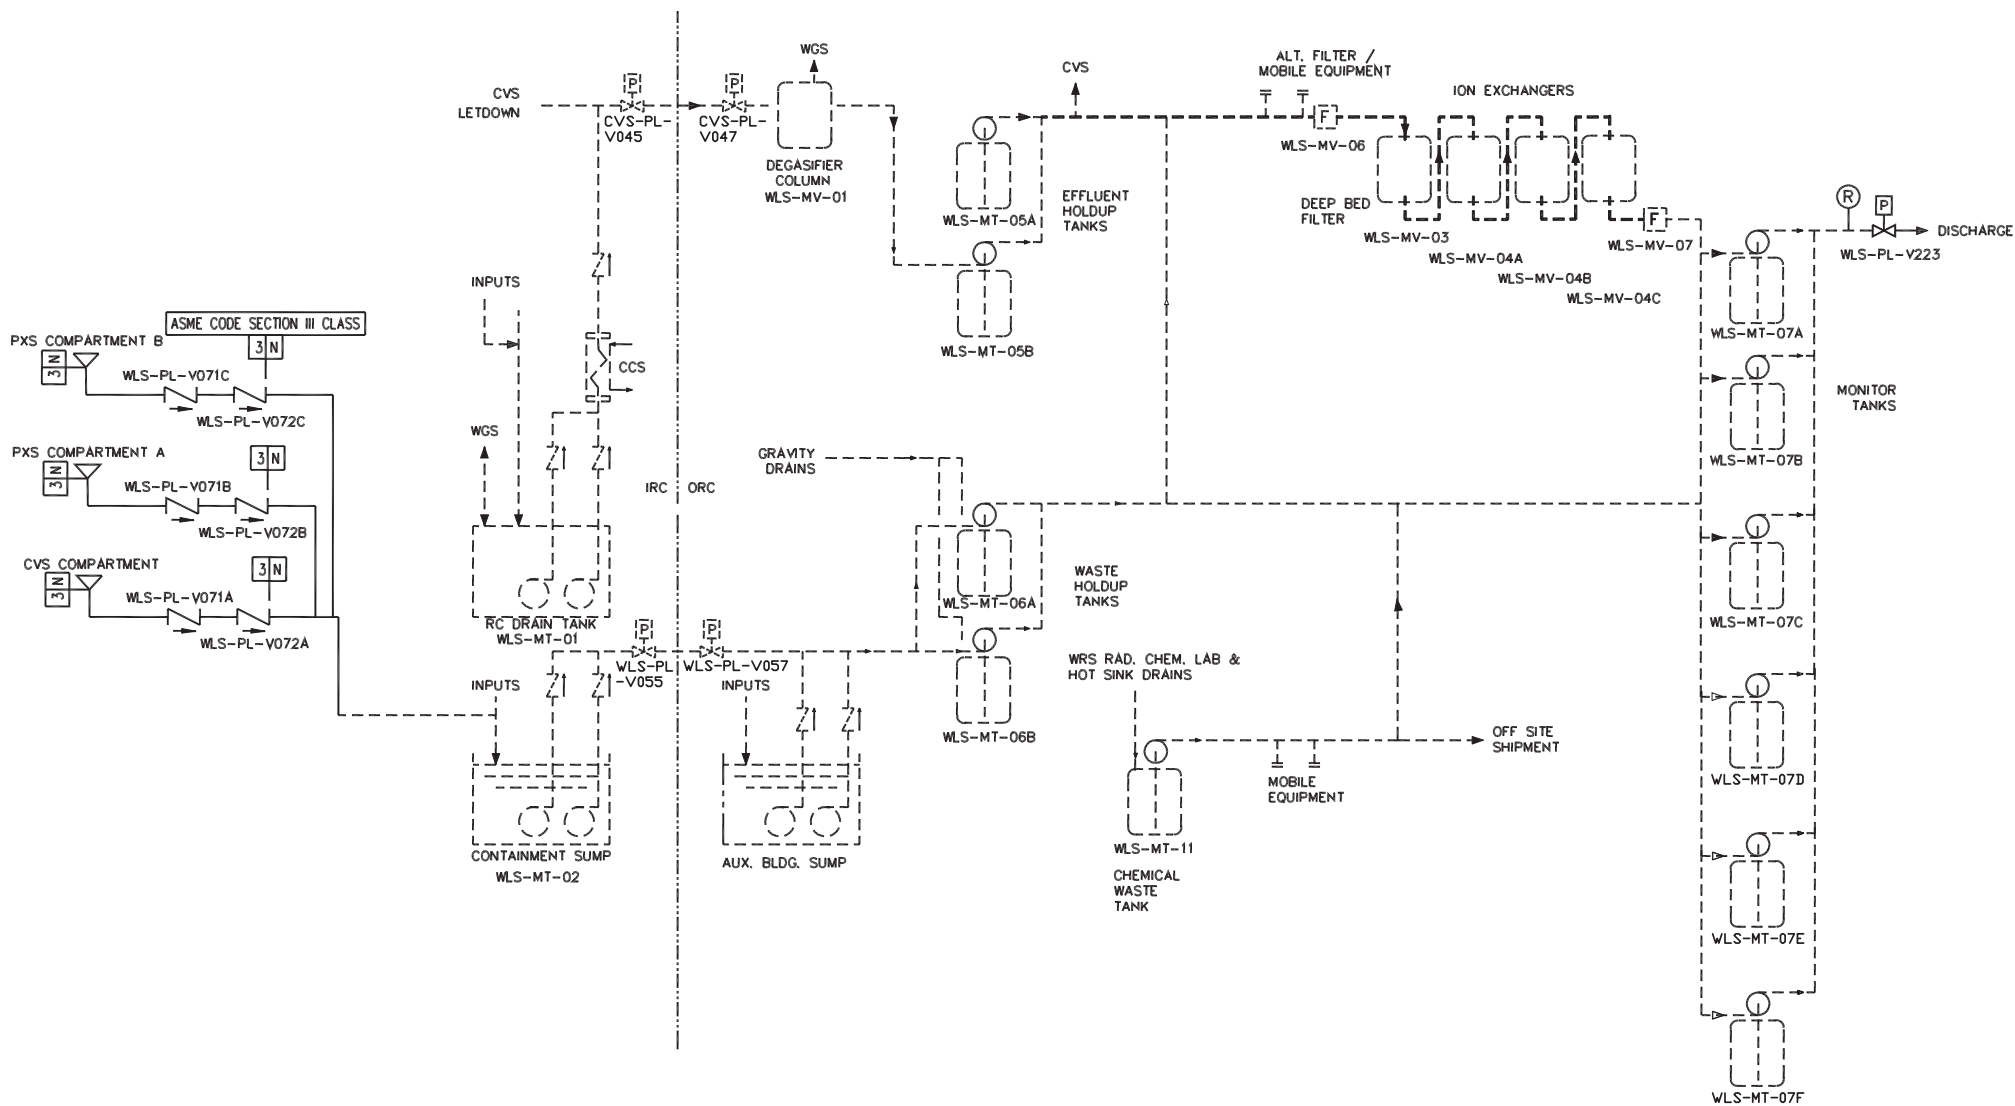 WGS
P
P
CVS
LETDOWN
CVS-PL-
V045
CVS-PL-
V047
DEGASIFIER
COLUMN
WLS-MV-01
CVS
ALT. FILTER /
MOBILE EQUIPMENT
ION EXCHANGERS
F
WLS-MV-06
WLS-MT-05A
EFFLUENT
HOLDUP
TANKS
DEEP BED
FILTER
WLS-MV-03
WLS-MV-04A
WLS-MV-04B
WLS-MV-04C
F
WLS-MV-07
R
P
DISCHARGE
WLS-PL-V223
WLS-MT-05B
WLS-MT-07A
INPUTS
ASME CODE SECTION III CLASS
3 N
PXS COMPARTMENT B
3 N
WLS-PL-V071C
WLS-PL-V072C
CCS
MONITOR
TANKS
WGS
PXS COMPARTMENT A
3 N
3 N
WLS-PL-V071B
WLS-PL-V072B
IRC
ORC
GRAVITY
DRAINS
WLS-MT-07B
CVS COMPARTMENT
3 N
3 N
WLS-PL-V071A
WLS-PL-V072A
RC DRAIN TANK
WLS-MT-01
WLS-MT-06A
WASTE
HOLDUP
TANKS
WLS-MT-07C
P
P
WLS-PL
-V055
WLS-PL-V057
INPUTS
INPUTS
WLS-MT-06B
WRS RAD. CHEM. LAB &
HOT SINK DRAINS
OFF SITE
SHIPMENT
MOBILE
EQUIPMENT
WLS-MT-07D
CONTAINMENT SUMP
WLS-MT-02
AUX. BLDG. SUMP
WLS-MT-11
CHEMICAL
WASTE
TANK
WLS-MT-07E
WLS-MT-07F